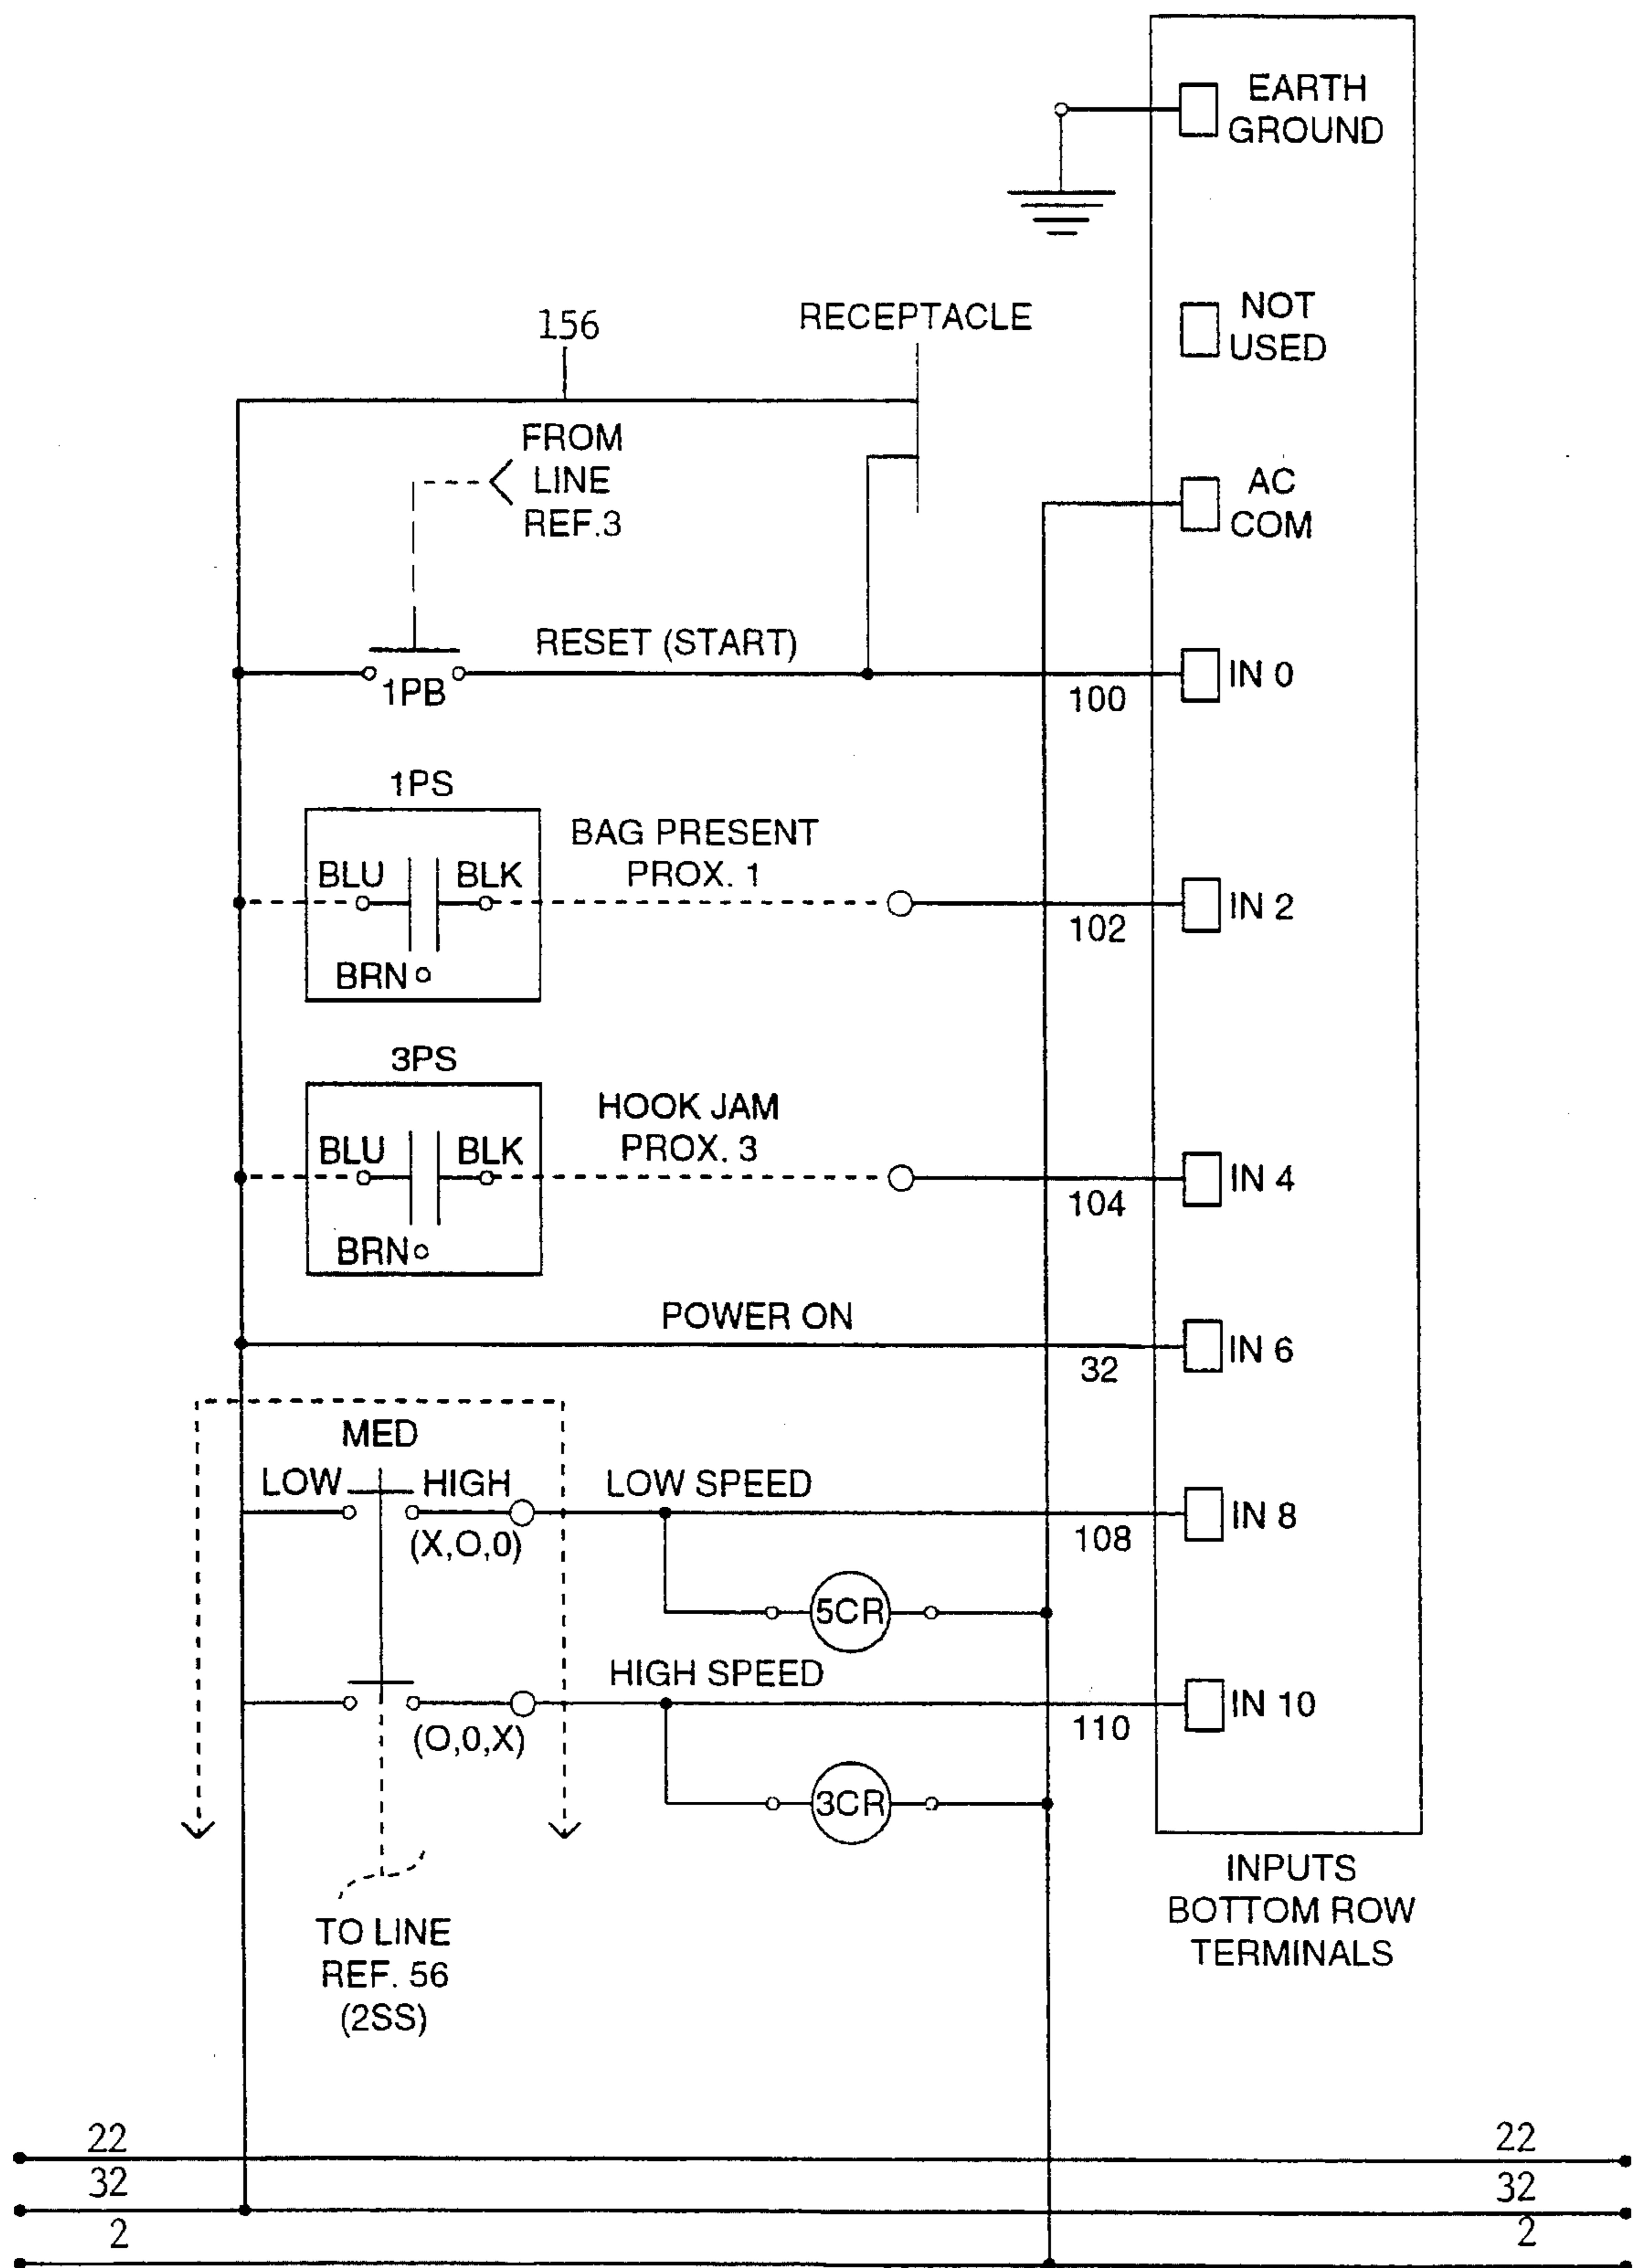 EARTH
GROUND
NOT
USED
156
RECEPTACLE
FROM
LINE
REF.3
AC
COM
RESET (START)
1PB
100
IN 0
1PS
BAG PRESENT
PROX. 1
BLU
BLK
BRN
102
IN 2
3PS
HOOK JAM
PROX. 3
BLU
BLK
BRN
104
IN 4
POWER ON
32
IN 6
MED
LOW
HIGH
LOW SPEED
(X,O,0)
108
IN 8
5CR
HIGH SPEED
(O,0,X)
110
IN 10
3CR
TO LINE
REF. 56
(2SS)
INPUTS
BOTTOM ROW
TERMINALS
22
22
32
32
2
2